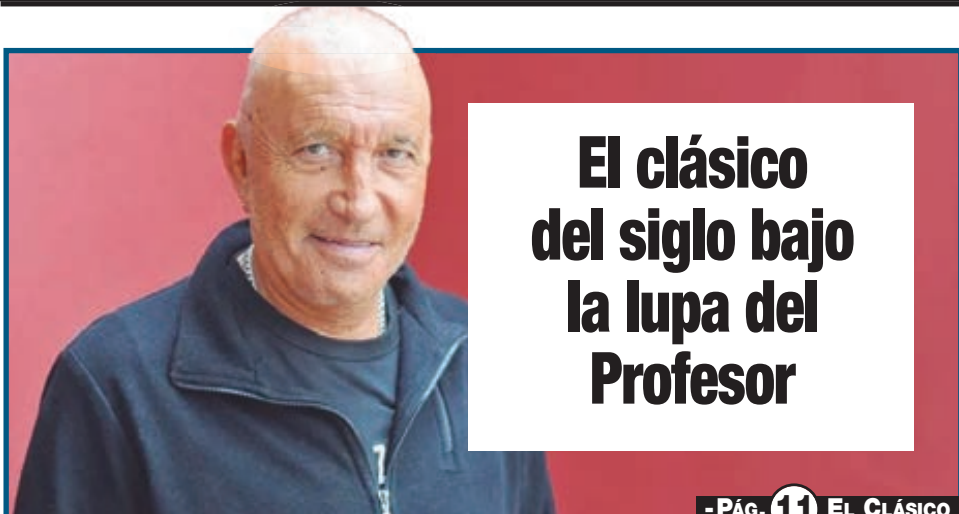 El clásico
del siglo bajo
la lupa del
Profesor
-PÁG. 11 EL CLÁSICO